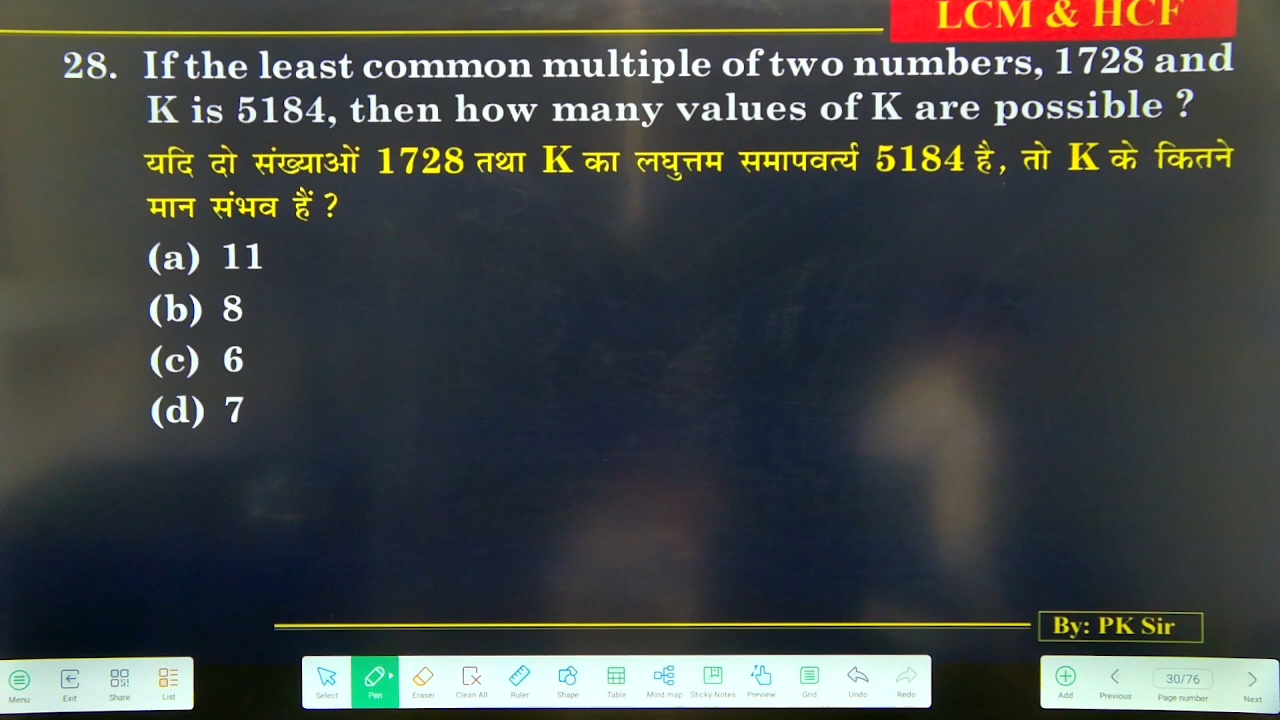 LCM & HCF
28. If the least common multiple of two numbers, 1728 and
K is 5184, then how many values of K are possible ?
यदि दो संख्याओं 1728 तथा K का लघुत्तम समापवर्त्य 5184 है, तो K के कितने
मान संभव हैं ?
(a) 11
(b) 8
(c) 6
(d) 7
By: PK Sir
Menu Exit Share List Select Pen Eraser Clean All Ruler Shape Table Mind map Sticky-Notes Preview Grid Undo Redo Add Previous 30/76 Page number Next